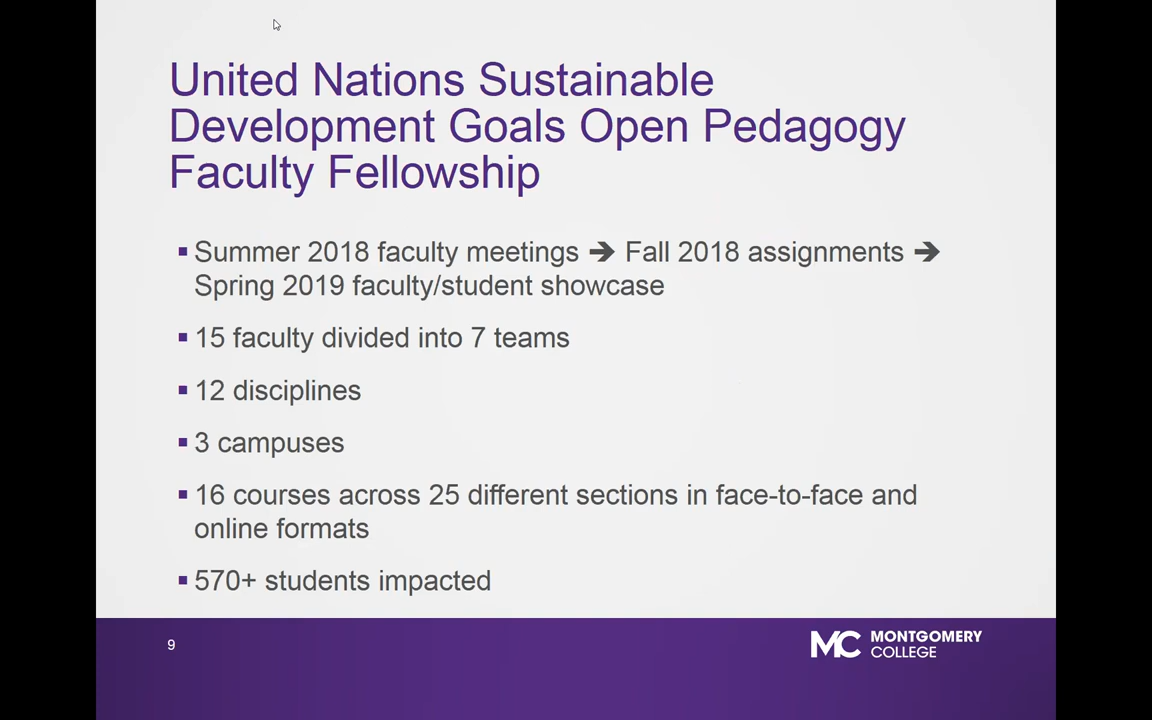 United Nations Sustainable
Development Goals Open Pedagogy
Faculty Fellowship
▪ Summer 2018 faculty meetings ➔ Fall 2018 assignments ➔
Spring 2019 faculty/student showcase
▪ 15 faculty divided into 7 teams
▪ 12 disciplines
▪ 3 campuses
▪ 16 courses across 25 different sections in face-to-face and
online formats
▪ 570+ students impacted
9
MC MONTGOMERY
COLLEGE